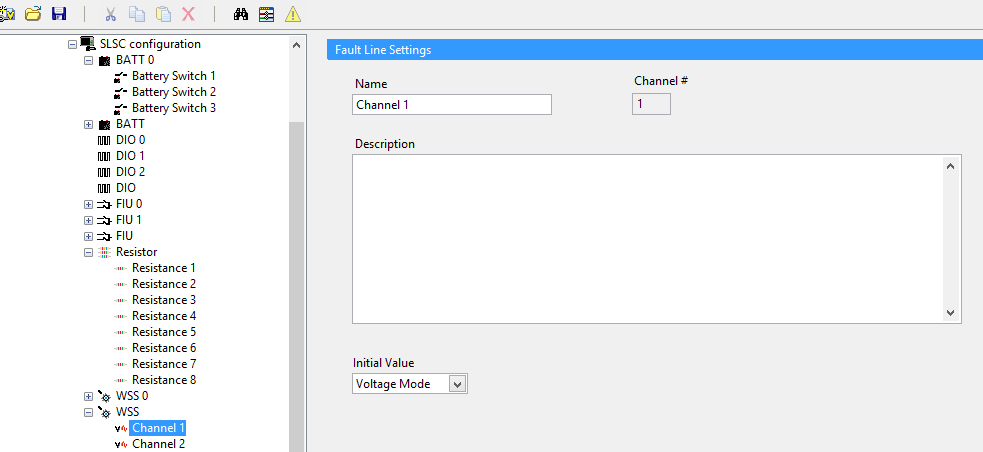 SLSC configuration
BATT 0
Battery Switch 1
Battery Switch 2
Battery Switch 3
BATT
DIO 0
DIO 1
DIO 2
DIO
FIU 0
FIU 1
FIU
Resistor
Resistance 1
Resistance 2
Resistance 3
Resistance 4
Resistance 5
Resistance 6
Resistance 7
Resistance 8
WSS 0
WSS
Channel 1
Channel 2
Fault Line Settings
Name
Channel #
Channel 1
1
Description
Initial Value
Voltage Mode